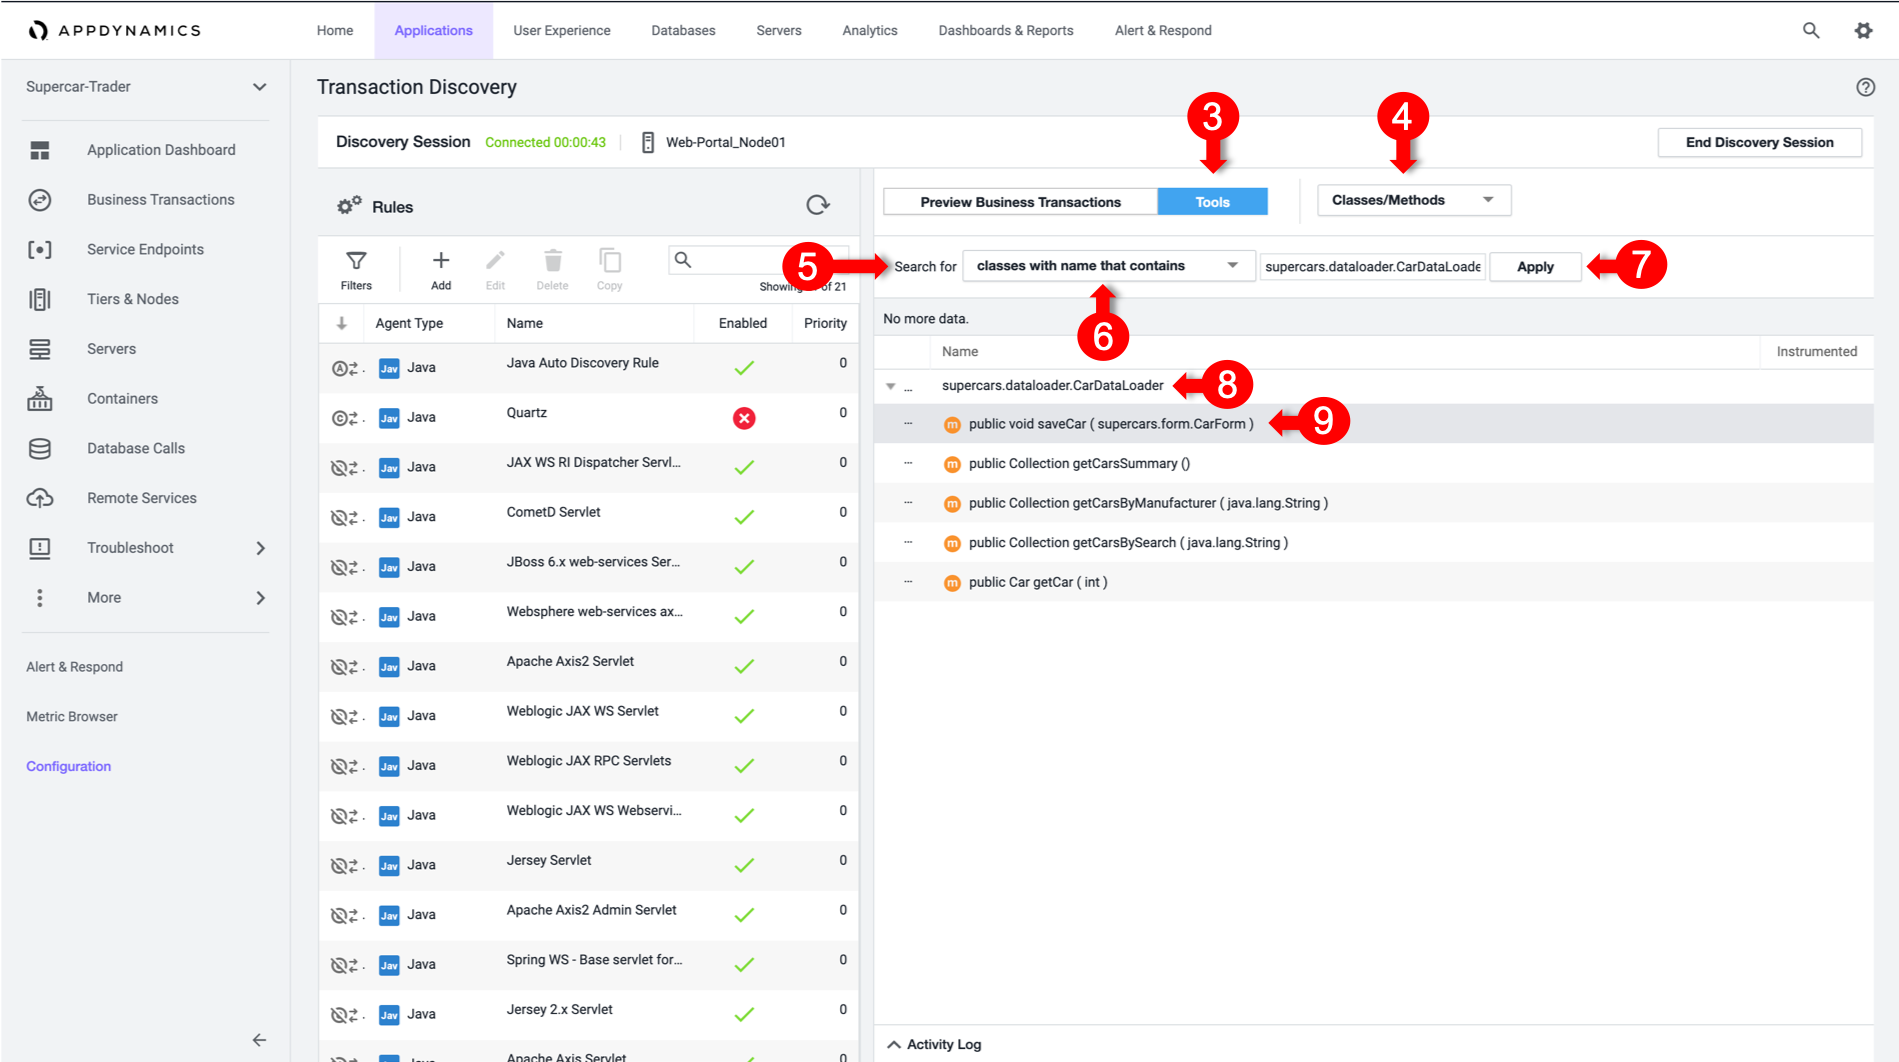 APPDYNAMICS
Home
Applications
User Experience
Databases
Servers
Analytics
Dashboards & Reports
Alert & Respond
Supercar-Trader
Application Dashboard
Business Transactions
Service Endpoints
Tiers & Nodes
Servers
Containers
Database Calls
Remote Services
Troubleshoot
More
Alert & Respond
Metric Browser
Configuration
Transaction Discovery
Discovery Session
Connected 00:00:43
Web-Portal_Node01
End Discovery Session
Rules
Filters
Add
Edit
Delete
Copy
Showing of 21
Agent Type
Name
Enabled
Priority
Jav Java
Java Auto Discovery Rule
0
Jav Java
Quartz
0
Jav Java
JAX WS RI Dispatcher Servl...
0
Jav Java
CometD Servlet
0
Jav Java
JBoss 6.x web-services Ser...
0
Jav Java
Websphere web-services ax...
0
Jav Java
Apache Axis2 Servlet
0
Jav Java
Weblogic JAX WS Servlet
0
Jav Java
Weblogic JAX RPC Servlets
0
Jav Java
Weblogic JAX WS Webservi...
0
Jav Java
Jersey Servlet
0
Jav Java
Apache Axis2 Admin Servlet
0
Jav Java
Spring WS - Base servlet for...
0
Jav Java
Jersey 2.x Servlet
0
Java
Apache Axis Servlet
0
3
4
Preview Business Transactions
Tools
Classes/Methods
5
Search for
classes with name that contains
supercars.dataloader.CarDataLoade
Apply
7
6
No more data.
Name
Instrumented
... supercars.dataloader.CarDataLoader
8
... m public void saveCar ( supercars.form.CarForm )
9
... m public Collection getCarsSummary ()
... m public Collection getCarsByManufacturer ( java.lang.String )
... m public Collection getCarsBySearch ( java.lang.String )
... m public Car getCar ( int )
Activity Log